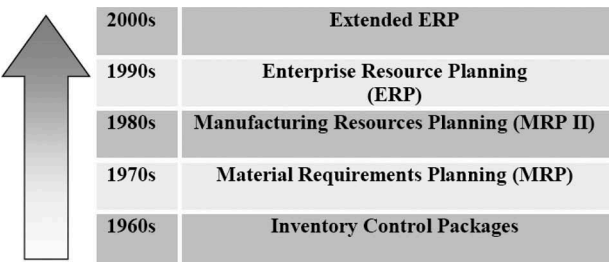 2000s Extended ERP
1990s Enterprise Resource Planning
(ERP)
1980s Manufacturing Resources Planning (MRP II)
1970s Material Requirements Planning (MRP)
1960s Inventory Control Packages